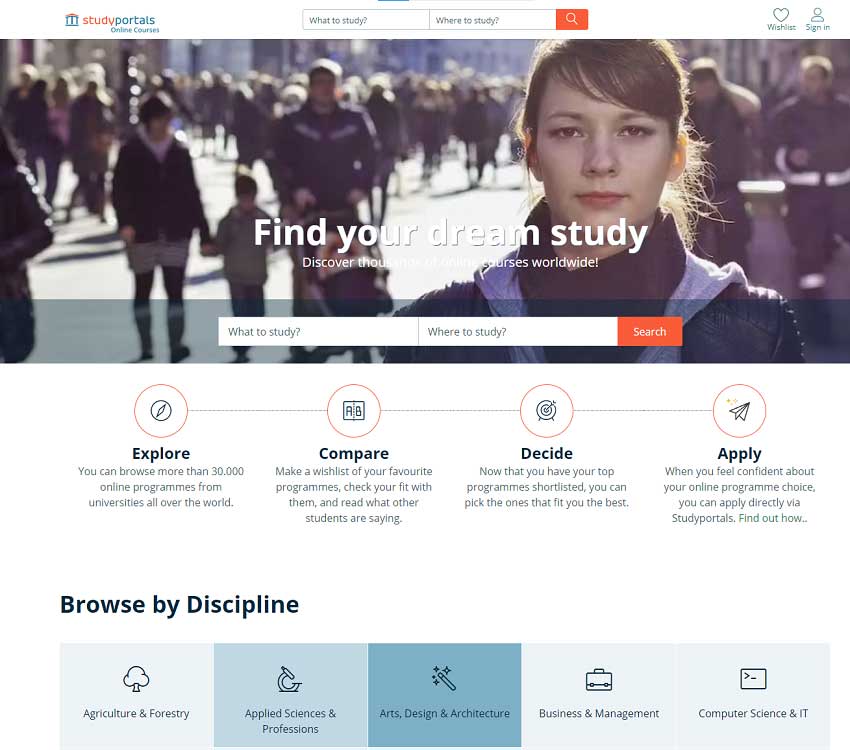 studyportals
Online Courses
What to study?
Where to study?
Wishlist
Sign in
Find your dream study
Discover thousands of online courses worldwide!
What to study?
Where to study?
Search
Explore
You can browse more than 30.000
online programmes from
universities all over the world.
Compare
Make a wishlist of your favourite
programmes, check your fit with
them, and read what other
students are saying.
Decide
Now that you have your top
programmes shortlisted, you can
pick the ones that fit you the best.
Apply
When you feel confident about
your online programme choice,
you can apply directly via
Studyportals. Find out how..
Browse by Discipline
Agriculture & Forestry
Applied Sciences &
Professions
Arts, Design & Architecture
Business & Management
Computer Science & IT